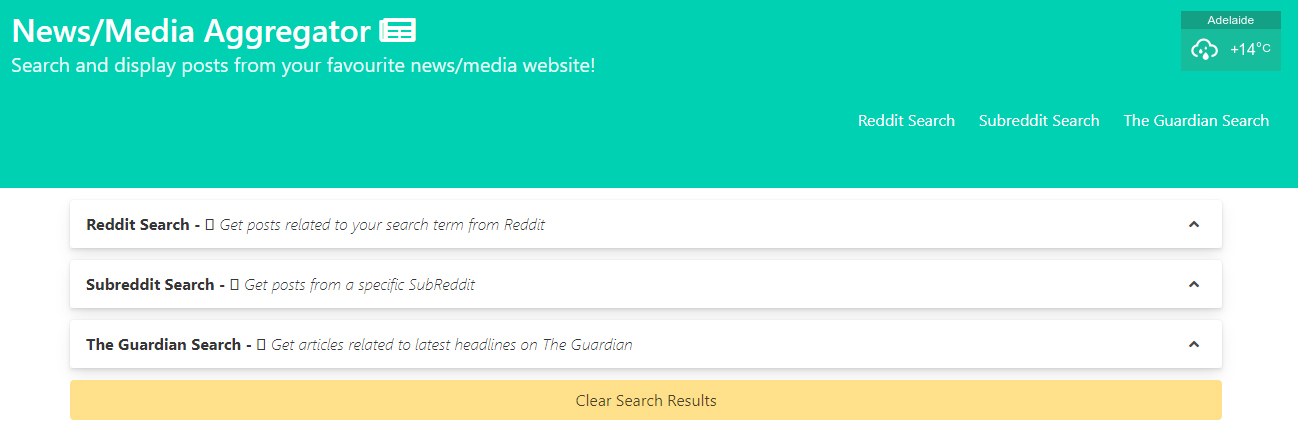 News/Media Aggregator
Search and display posts from your favourite news/media website!
Adelaide
+14°C
Reddit Search Subreddit Search The Guardian Search
Reddit Search - ▯ Get posts related to your search term from Reddit
Subreddit Search - ▯ Get posts from a specific SubReddit
The Guardian Search - ▯ Get articles related to latest headlines on The Guardian
Clear Search Results